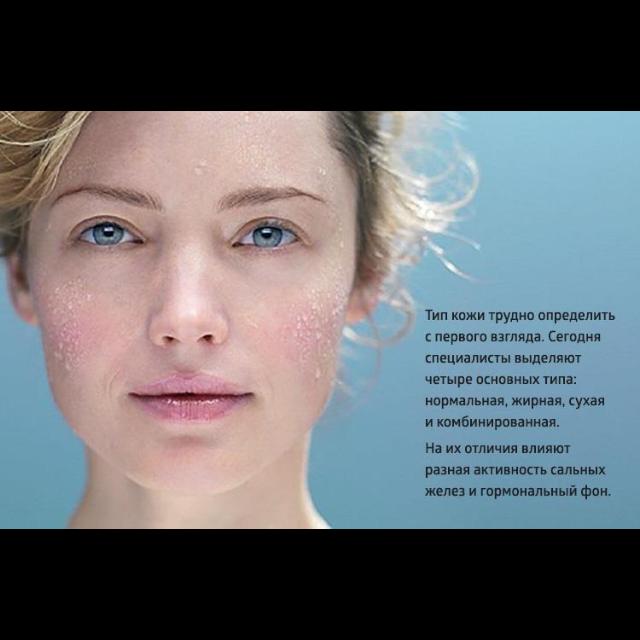 Тип кожи трудно определить
с первого взгляда. Сегодня
специалисты выделяют
четыре основных типа:
нормальная, жирная, сухая
и комбинированная.
На их отличия влияют
разная активность сальных
желез и гормональный фон.